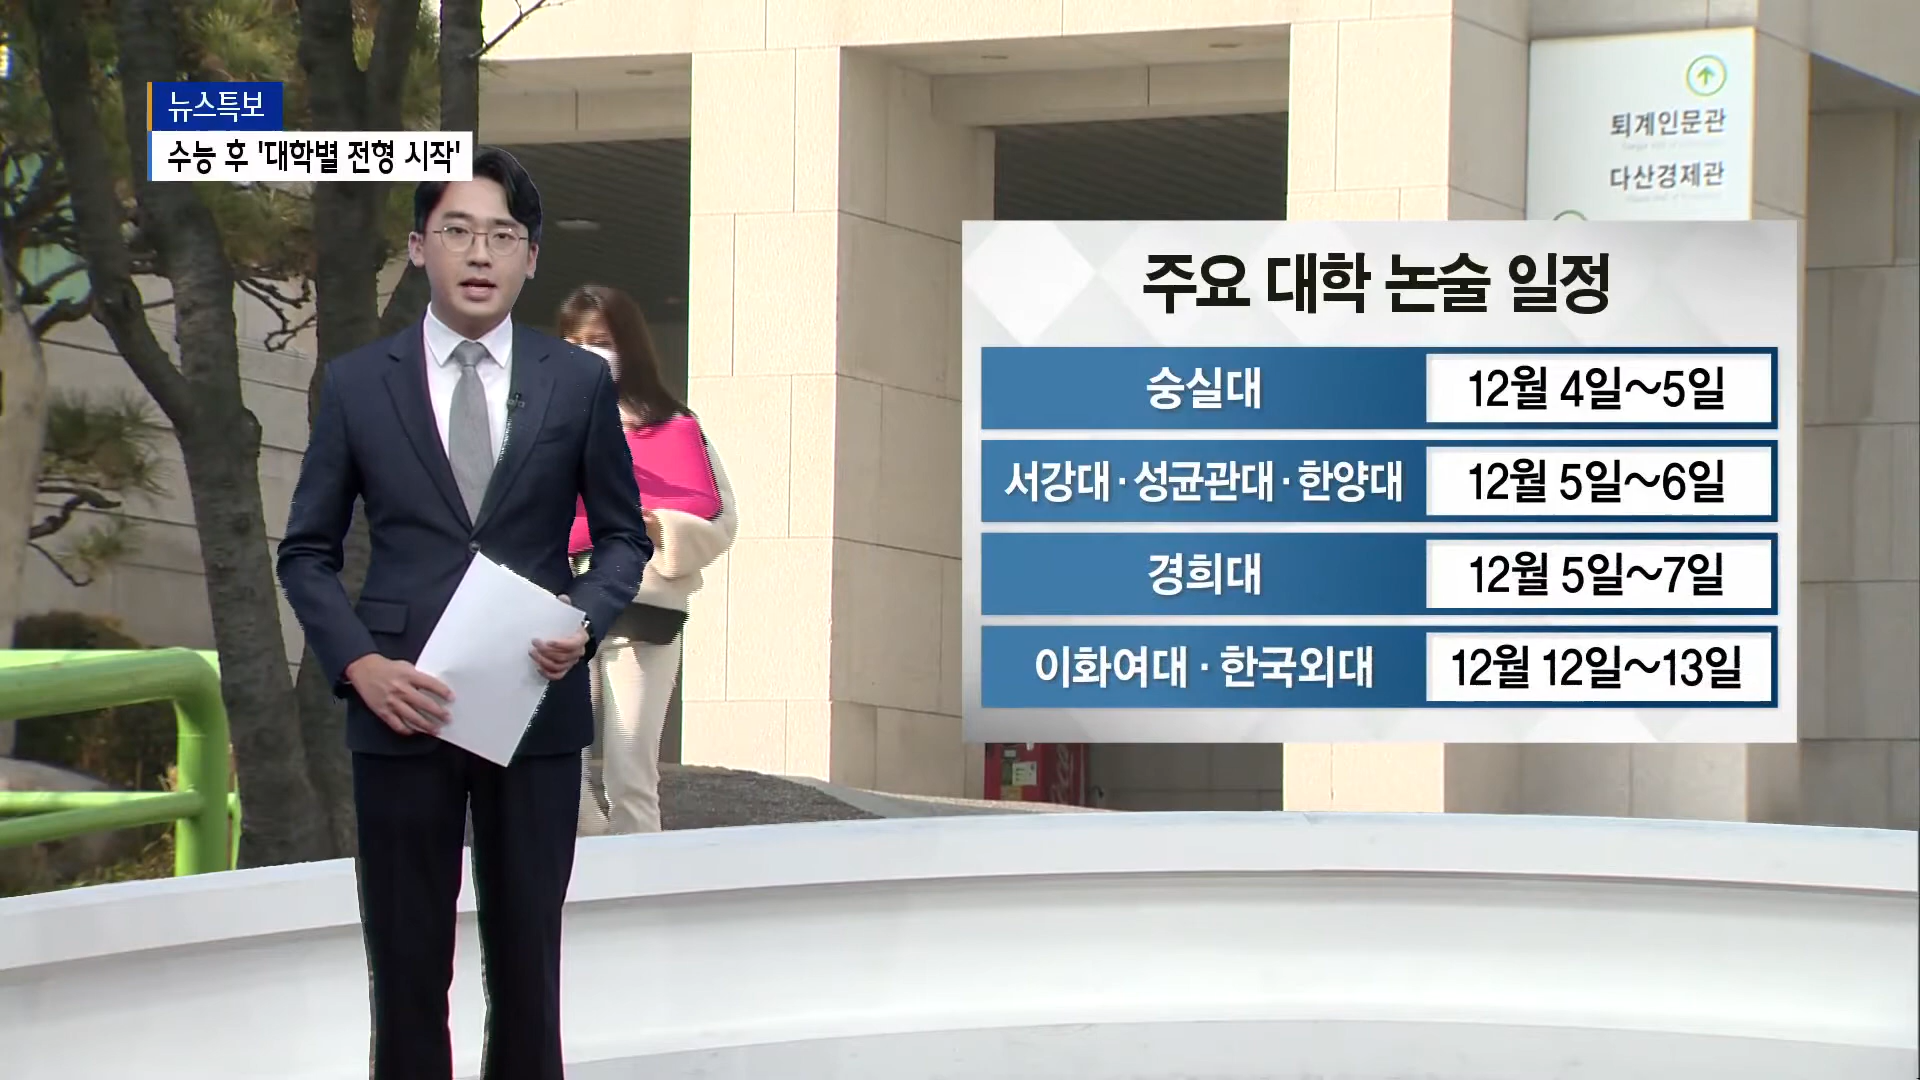 뉴스특보
수능 후 '대학별 전형 시작'
퇴계인문관
다산경제관
주요 대학 논술 일정
숭실대 12월 4일~5일
서강대·성균관대·한양대 12월 5일~6일
경희대 12월 5일~7일
이화여대·한국외대 12월 12일~13일